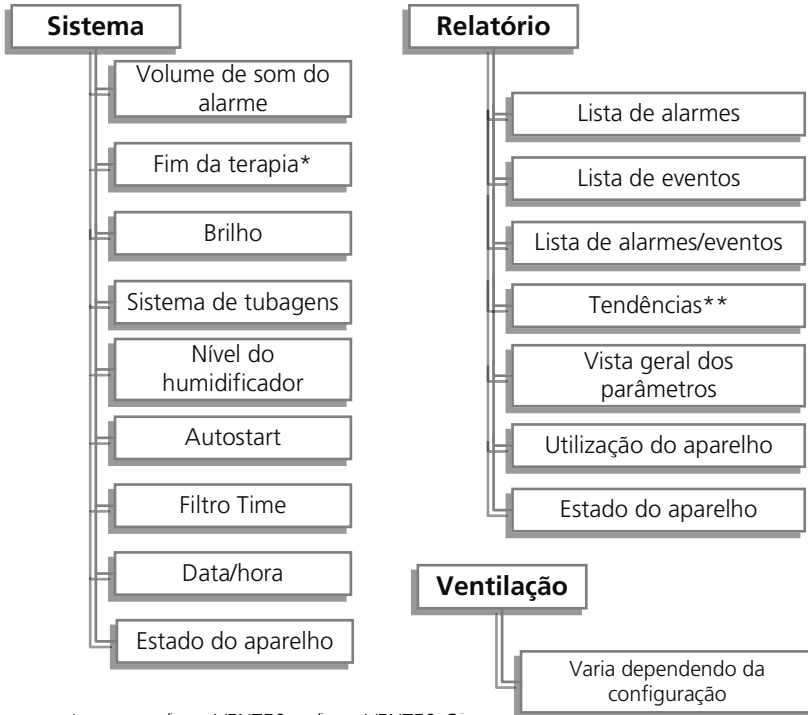 Sistema
Volume de som do
alarme
Fim da terapia*
Brilho
Sistema de tubagens
Nível do
humidificador
Autostart
Filtro Time
Data/hora
Estado do aparelho
Relatório
Lista de alarmes
Lista de eventos
Lista de alarmes/eventos
Tendências**
Vista geral dos
parâmetros
Utilização do aparelho
Estado do aparelho
Ventilação
Varia dependendo da
configuração